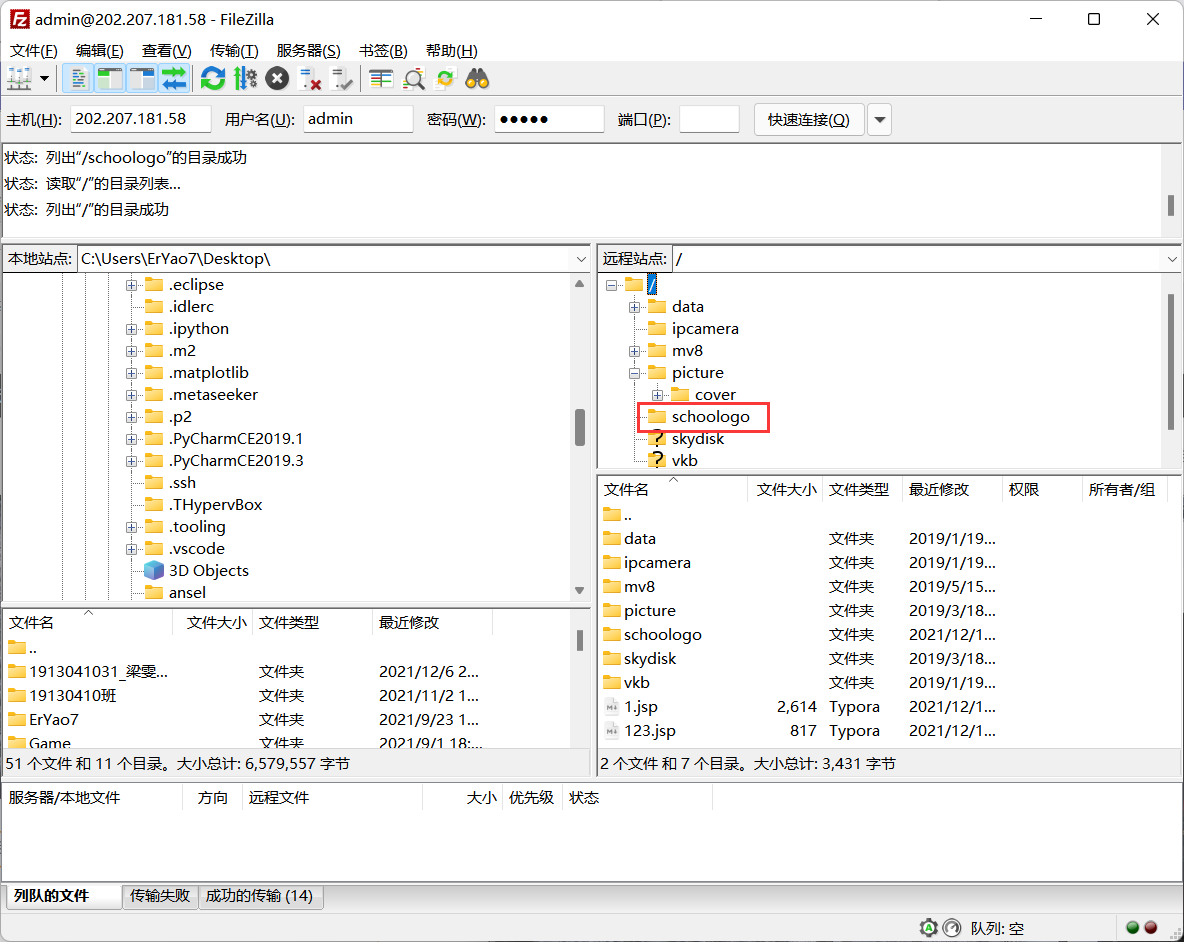 admin@202.207.181.58 - FileZilla
文件(F) 编辑(E) 查看(V) 传输(T) 服务器(S) 书签(B) 帮助(H)
主机(H): 202.207.181.58 用户名(U): admin 密码(W): ●●●●● 端口(P): 快速连接(Q)
状态: 列出“/schoologo”的目录成功
状态: 读取“/”的目录列表...
状态: 列出“/”的目录成功
本地站点: C:\Users\ErYao7\Desktop\
.eclipse
.idlerc
.ipython
.m2
.matplotlib
.metaseeker
.p2
.PyCharmCE2019.1
.PyCharmCE2019.3
.ssh
.THypervBox
.tooling
.vscode
3D Objects
ansel
文件名 文件大小 文件类型 最近修改
..
1913041031_梁雯... 文件夹 2021/12/6 2...
19130410班 文件夹 2021/11/2 1...
ErYao7 文件夹 2021/9/23 1...
Game 文件夹 2021/9/1 18:...
51 个文件 和 11 个目录。大小总计: 6,579,557 字节
远程站点: /
/
data
ipcamera
mv8
picture
cover
schoologo
skydisk
vkb
文件名 文件大小 文件类型 最近修改 权限 所有者/组
..
data 文件夹 2019/1/19...
ipcamera 文件夹 2019/1/19...
mv8 文件夹 2019/5/15...
picture 文件夹 2019/3/18...
schoologo 文件夹 2021/12/1...
skydisk 文件夹 2019/3/18...
vkb 文件夹 2019/1/19...
1.jsp 2,614 Typora 2021/12/1...
123.jsp 817 Typora 2021/12/1...
2 个文件 和 7 个目录。大小总计: 3,431 字节
服务器/本地文件 方向 远程文件 大小 优先级 状态
列队的文件 传输失败 成功的传输 (14)
队列: 空